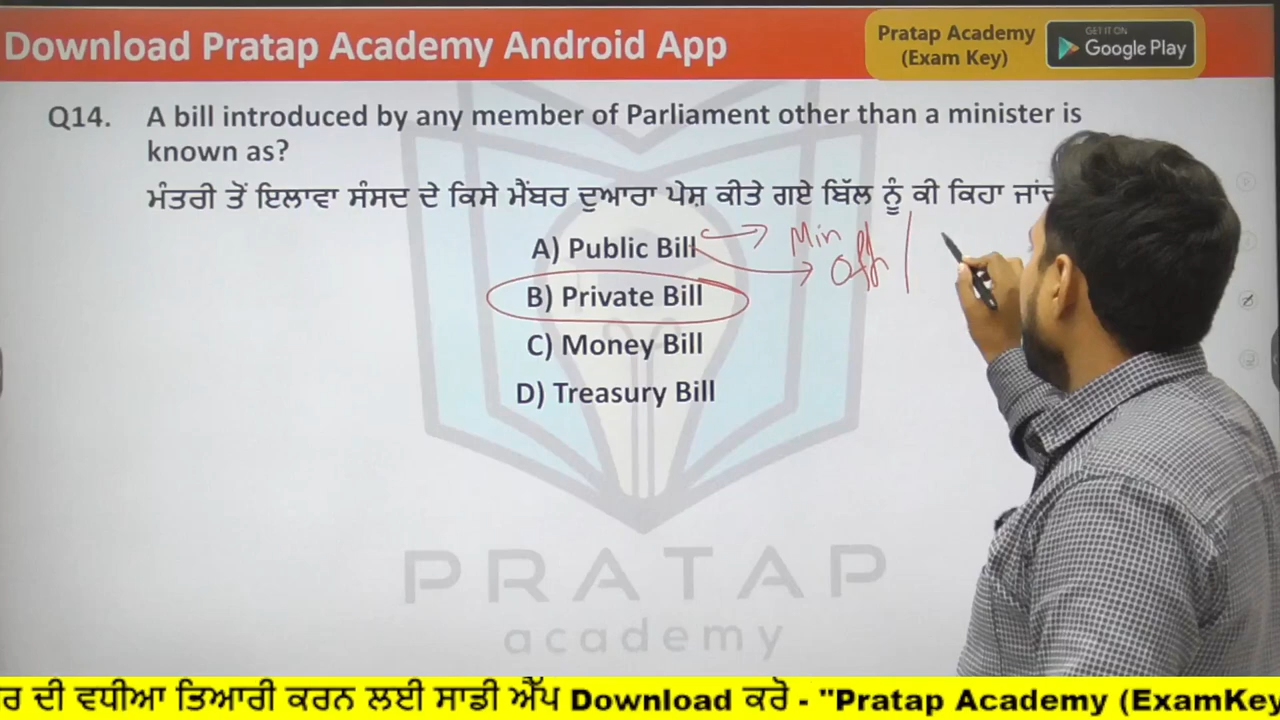 Download Pratap Academy Android App
Pratap Academy
(Exam Key)
GET IT ON
Google Play
Q14. A bill introduced by any member of Parliament other than a minister is
known as?
ਮੰਤਰੀ ਤੋਂ ਇਲਾਵਾ ਸੰਸਦ ਦੇ ਕਿਸੇ ਮੈਂਬਰ ਦੁਆਰਾ ਪੇਸ਼ ਕੀਤੇ ਗਏ ਬਿੱਲ ਨੂੰ ਕੀ ਕਿਹਾ
A) Public Bill
Min
B) Private Bill
C) Money Bill
D) Treasury Bill
PRATAP
academy
ਦੀ ਵਧੀਆ ਤਿਆਰੀ ਕਰਨ ਲਈ ਸਾਡੀ ਐੱਪ Download ਕਰੋ - "Pratap Academy (ExamKey